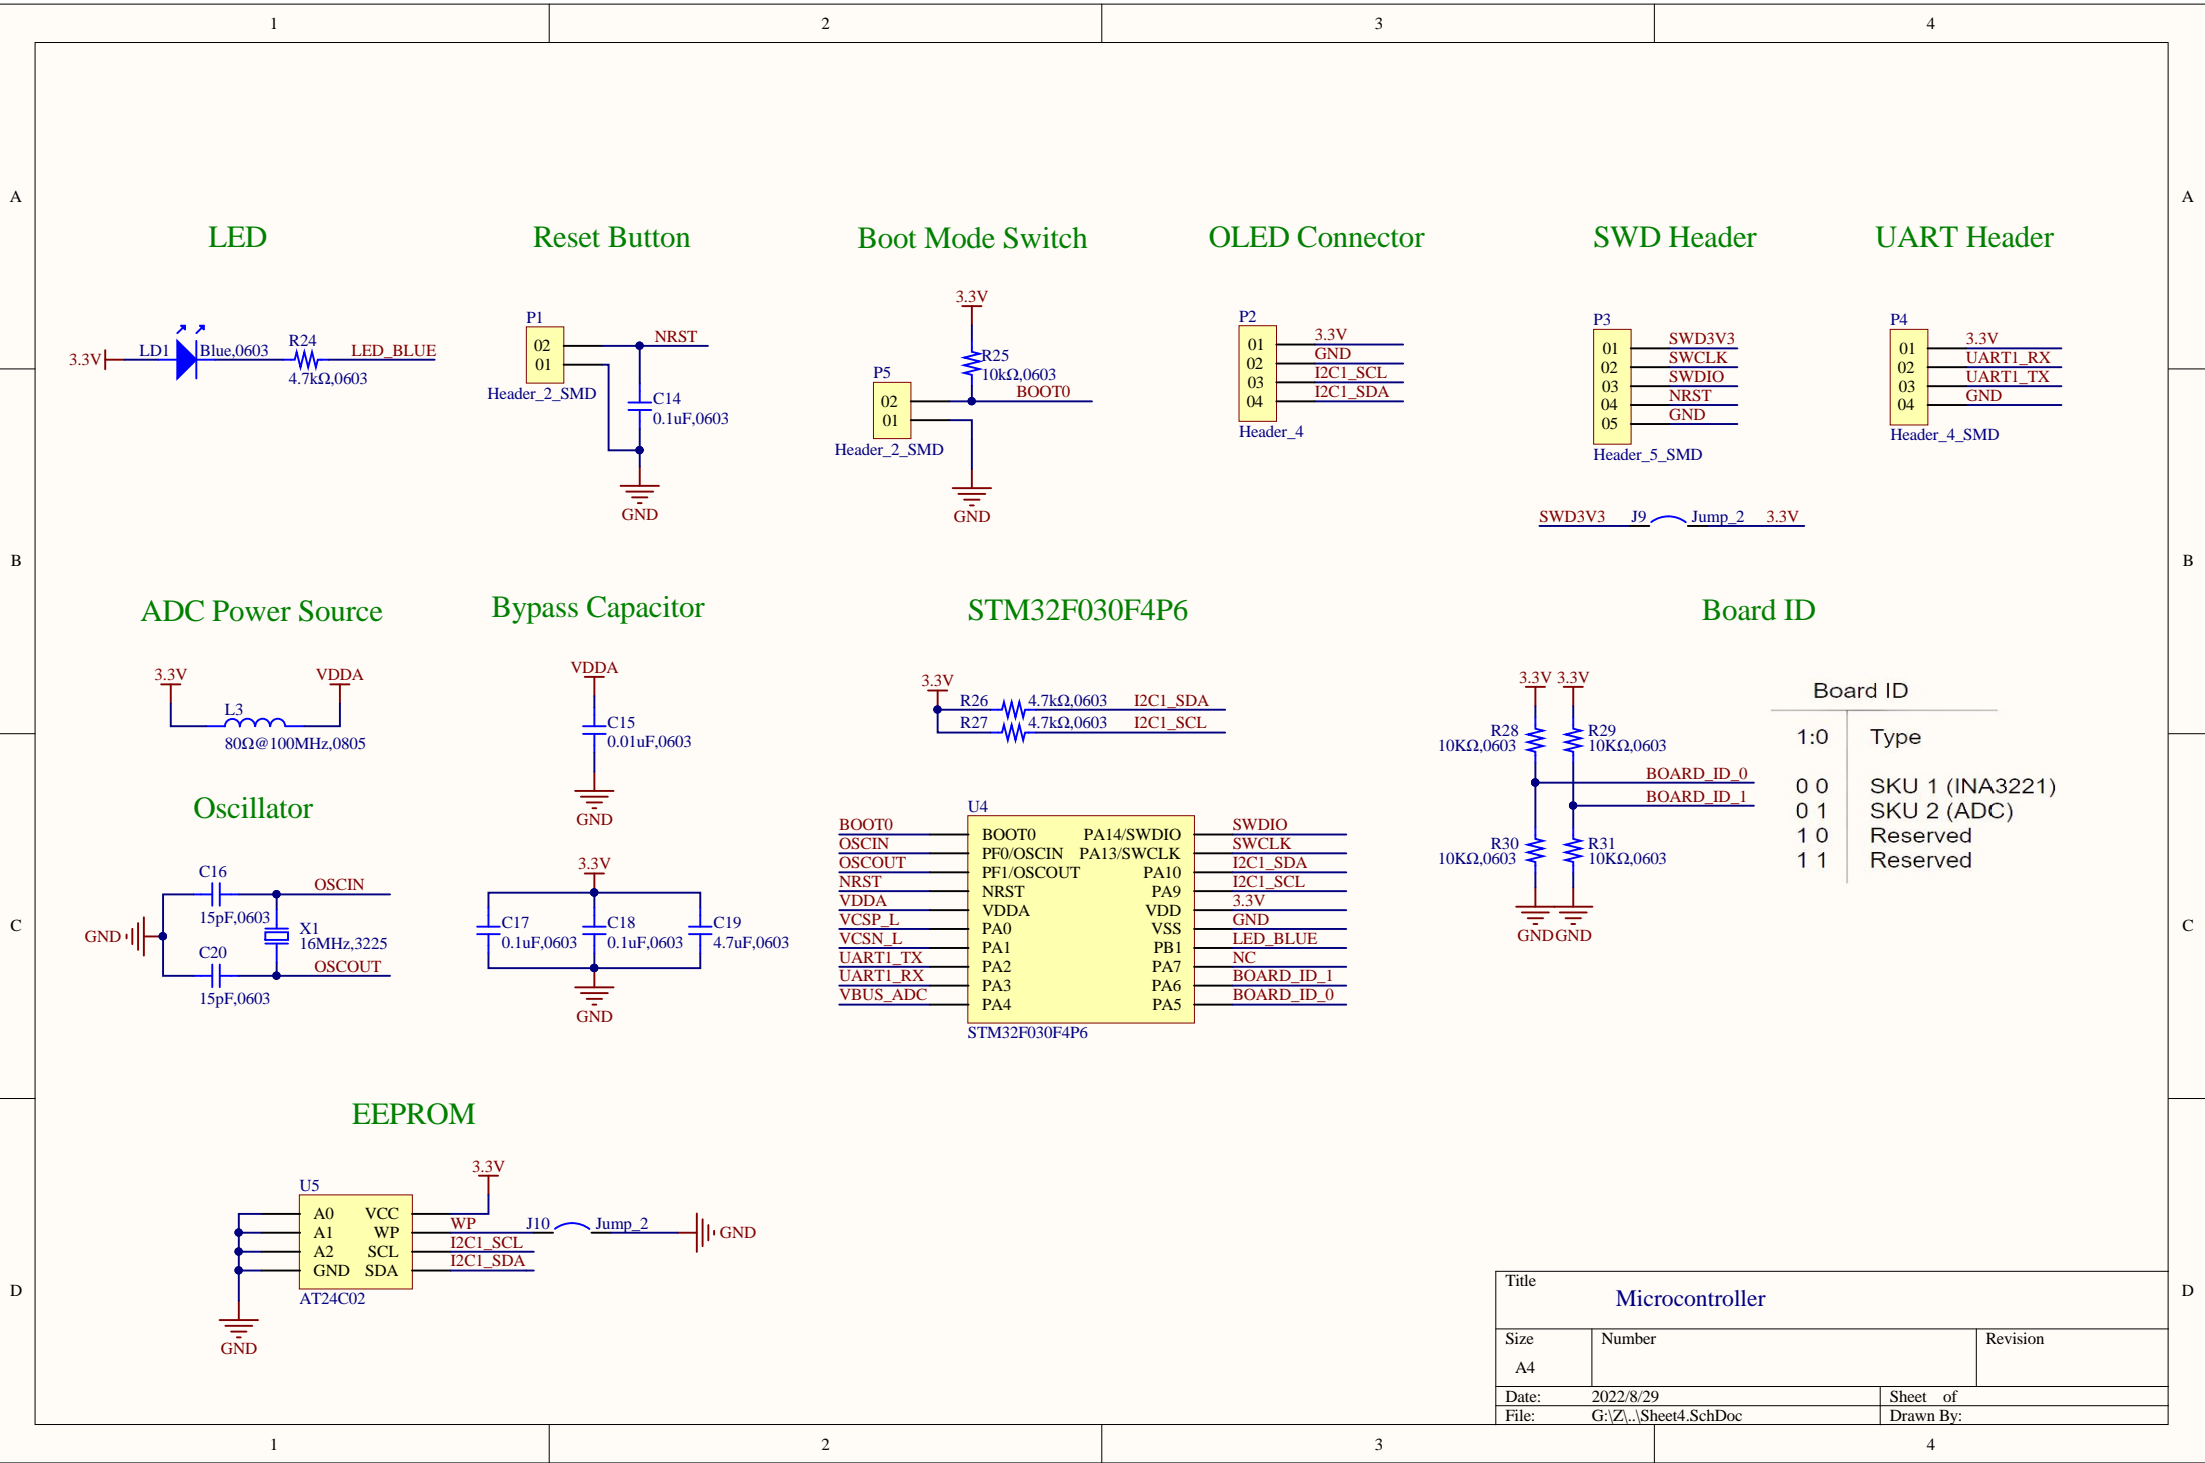 1 2 3 4
A A
B B
C C
D D
LED
3.3V LD1 Blue,0603 R24 4.7kΩ,0603 LED_BLUE
Reset Button
P1
02
01
Header_2_SMD
NRST
C14
0.1uF,0603
GND
Boot Mode Switch
3.3V
R25
10kΩ,0603
P5
02
01
BOOT0
Header_2_SMD
GND
OLED Connector
P2
01 3.3V
02 GND
03 I2C1_SCL
04 I2C1_SDA
Header_4
SWD Header
P3
01 SWD3V3
02 SWCLK
03 SWDIO
04 NRST
05 GND
Header_5_SMD
SWD3V3 J9 Jump_2 3.3V
UART Header
P4
01 3.3V
02 UART1_RX
03 UART1_TX
04 GND
Header_4_SMD
ADC Power Source
3.3V VDDA
L3
80Ω@100MHz,0805
Oscillator
C16
15pF,0603
OSCIN
GND
X1
16MHz,3225
C20
15pF,0603
OSCOUT
Bypass Capacitor
VDDA
C15
0.01uF,0603
GND
3.3V
C17
0.1uF,0603
C18
0.1uF,0603
C19
4.7uF,0603
GND
STM32F030F4P6
3.3V
R26 4.7kΩ,0603 I2C1_SDA
R27 4.7kΩ,0603 I2C1_SCL
U4
BOOT0 BOOT0 PA14/SWDIO SWDIO
OSCIN PF0/OSCIN PA13/SWCLK SWCLK
OSCOUT PF1/OSCOUT PA10 I2C1_SDA
NRST NRST PA9 I2C1_SCL
VDDA VDDA VDD 3.3V
VCSP_L PA0 VSS GND
VCSN_L PA1 PB1 LED_BLUE
UART1_TX PA2 PA7 NC
UART1_RX PA3 PA6 BOARD_ID_1
VBUS_ADC PA4 PA5 BOARD_ID_0
STM32F030F4P6
Board ID
3.3V 3.3V
R28
10KΩ,0603
R29
10KΩ,0603
BOARD_ID_0
BOARD_ID_1
R30
10KΩ,0603
R31
10KΩ,0603
GND GND
Board ID
1:0 Type
0 0 SKU 1 (INA3221)
0 1 SKU 2 (ADC)
1 0 Reserved
1 1 Reserved
EEPROM
3.3V
U5
A0 VCC
A1 WP WP J10 Jump_2 GND
A2 SCL I2C1_SCL
GND SDA I2C1_SDA
AT24C02
GND
Title
Microcontroller
Size Number Revision
A4
Date: 2022/8/29 Sheet of
File: G:\Z\..\Sheet4.SchDoc Drawn By:
1 2 3 4